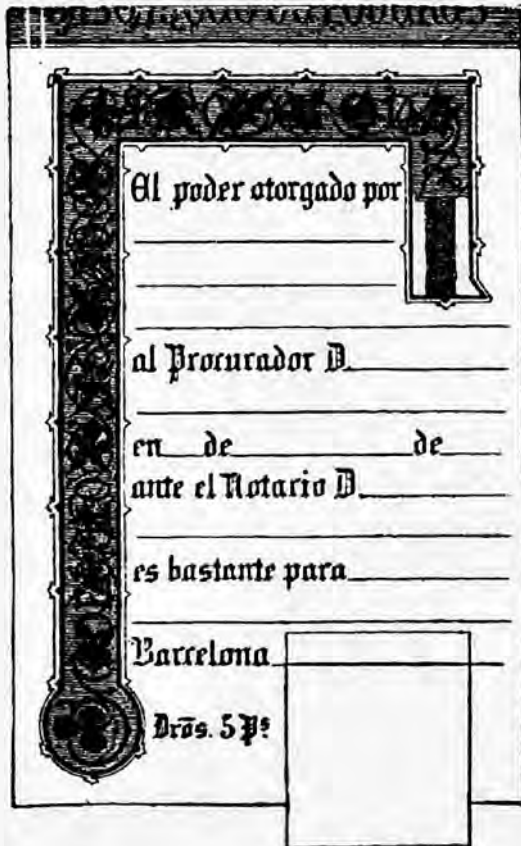 El poder otorgado por
al Procurador D.
en de de
ante el Notario D.
es bastante para
Barcelona
Drōs. 5 Pˢ